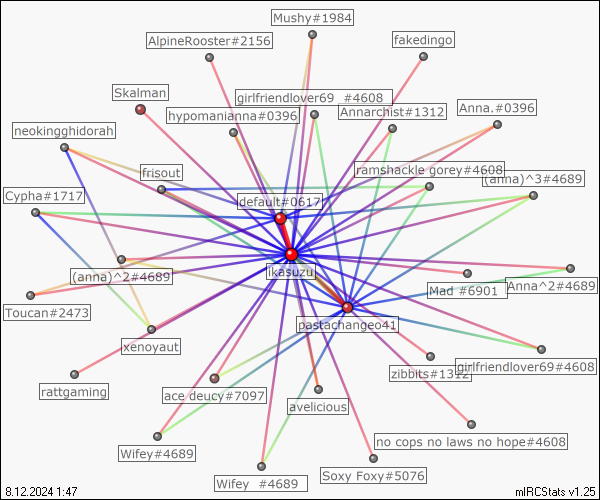 Mushy#1984
AlpineRooster#2156
fakedingo
Skalman
girlfriendlover69 #4608
hypomanianna#0396
Annarchist#1312
Anna.#0396
neokingghidorah
frisout
ramshackle gorey#4608
(anna)^3#4689
Cypha#1717
default#0617
(anna)^2#4689
ikasuzu
Mad #6901
Anna^2#4689
Toucan#2473
pastachangeo41
xenoyaut
rattgaming
ace deucy#7097
zibbits#1312
girlfriendlover69#4608
avelicious
no cops no laws no hope#4608
Wifey#4689
Wifey #4689
Soxy Foxy#5076
8.12.2024 1:47
mIRCStats v1.25